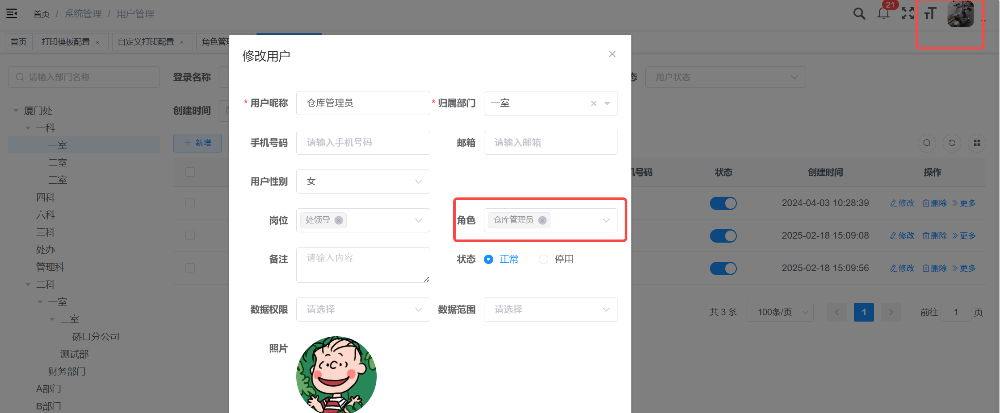 首页 / 系统管理 / 用户管理
21
首页
打印模板配置 ×
自定义打印配置 ×
角色管理
修改用户
请输入部门名称
登录名称
态
用户状态
* 用户昵称
仓库管理员
* 归属部门
一室
创建时间
厦门处
一科
一室
二室
三室
四科
六科
三科
处办
管理科
二科
一室
二室
硚口分公司
测试部
财务部门
A部门
B部门
新增
手机号码
请输入手机号码
邮箱
请输入邮箱
用户性别
女
岗位
处领导
角色
仓库管理员
备注
请输入内容
状态
正常
停用
数据权限
请选择
数据范围
请选择
照片
机号码
状态
创建时间
操作
2024-04-03 10:28:39
修改
删除
更多
2025-02-18 15:09:08
修改
删除
更多
2025-02-18 15:09:56
修改
删除
更多
共 3 条
100条/页
1
前往
1
页